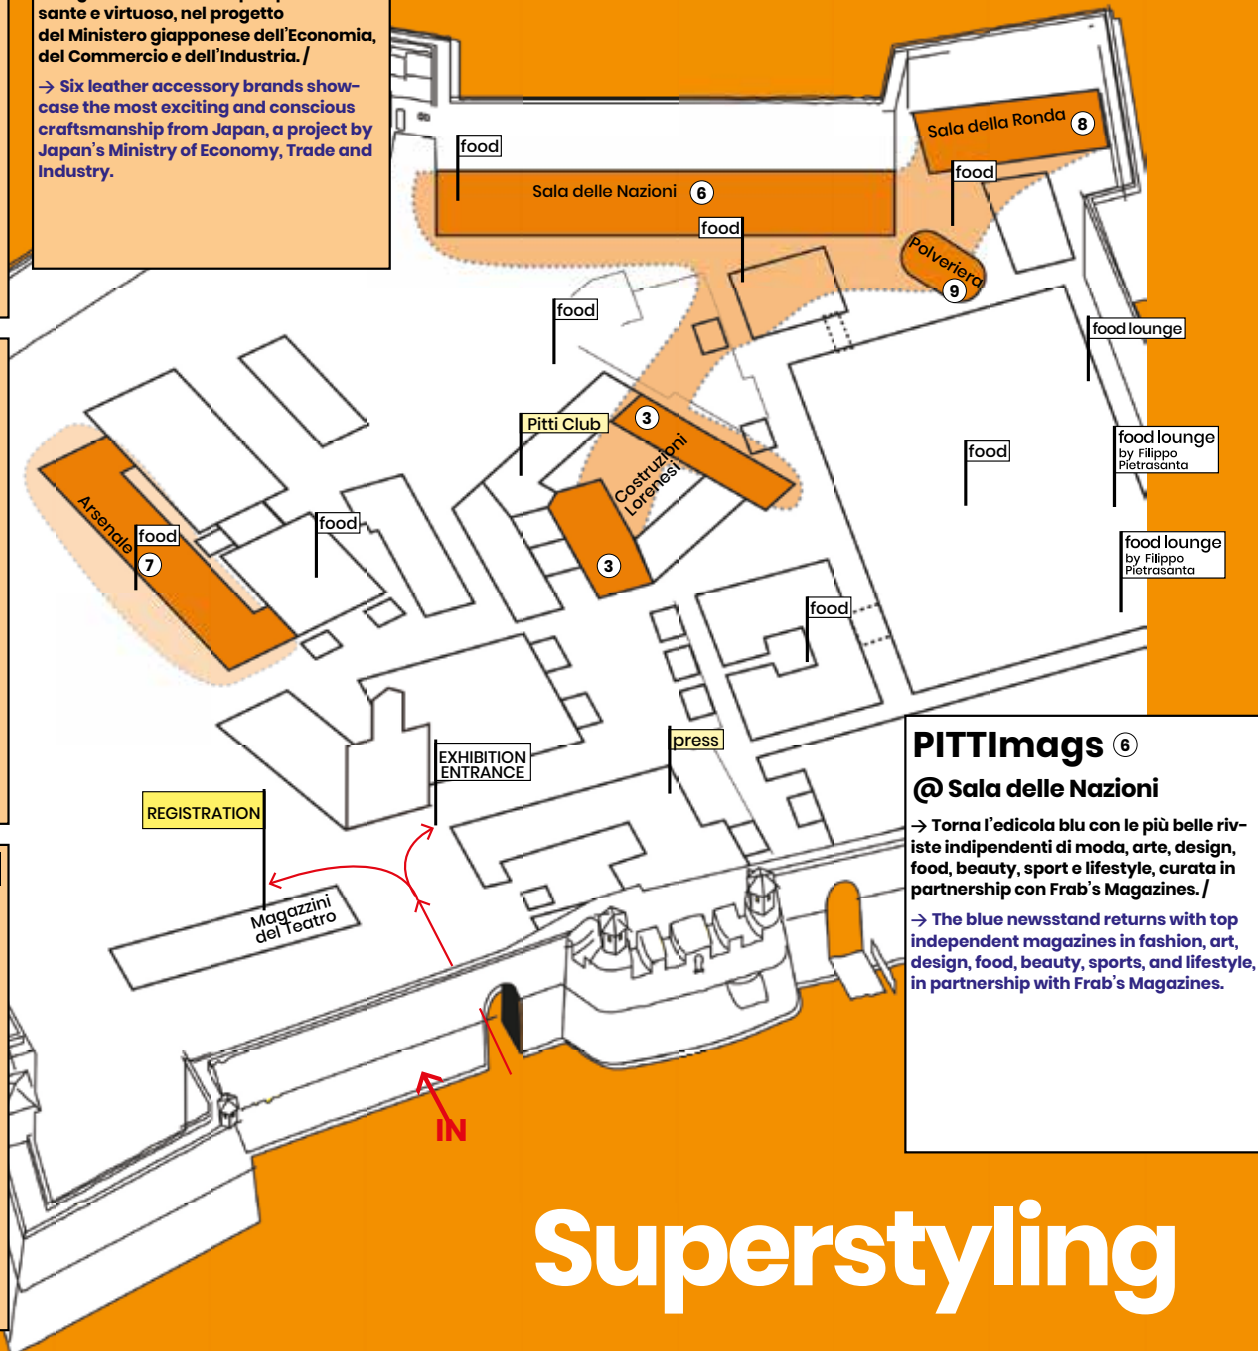 sante e virtuoso, nel progetto
del Ministero giapponese dell'Economia,
del Commercio e dell'Industria. /
→ Six leather accessory brands show-
case the most exciting and conscious
craftsmanship from Japan, a project by
Japan's Ministry of Economy, Trade and
Industry.
food
Sala delle Nazioni 6
food
Sala della Ronda 8
food
Polveriera
9
food
food lounge
Pitti Club
3
Costruzioni
Lorenesi
3
food
food lounge
by Filippo
Pietrasanta
food lounge
by Filippo
Pietrasanta
Arsenale
food
7
food
food
press
EXHIBITION
ENTRANCE
REGISTRATION
Magazzini
del Teatro
IN
PITTImags 6
@ Sala delle Nazioni
→ Torna l'edicola blu con le più belle riv-
iste indipendenti di moda, arte, design,
food, beauty, sport e lifestyle, curata in
partnership con Frab's Magazines. /
→ The blue newsstand returns with top
independent magazines in fashion, art,
design, food, beauty, sports, and lifestyle,
in partnership with Frab's Magazines.
Superstyling